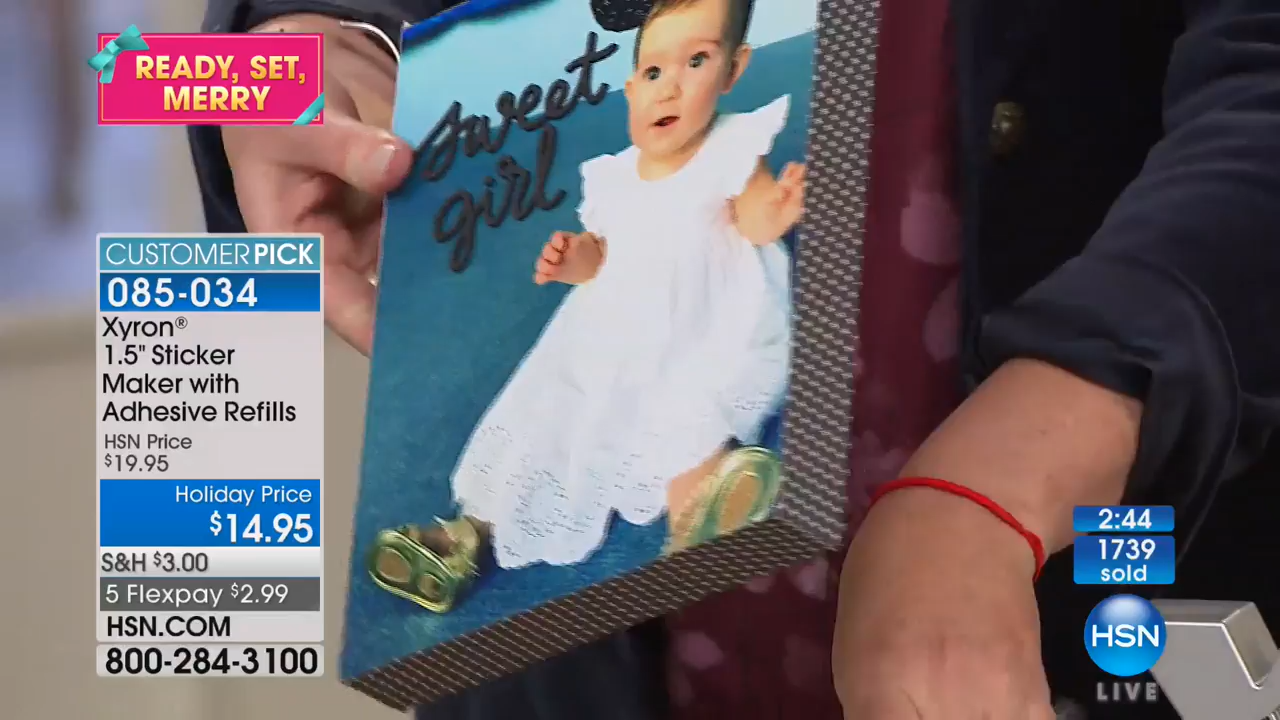 READY, SET,
MERRY
sweet
girl
CUSTOMER PICK
085-034
Xyron®
1.5" Sticker
Maker with
Adhesive Refills
HSN Price
$19.95
Holiday Price
$14.95
S&H $3.00
5 Flexpay $2.99
HSN.COM
800-284-3100
2:44
1739
sold
HSN
LIVE